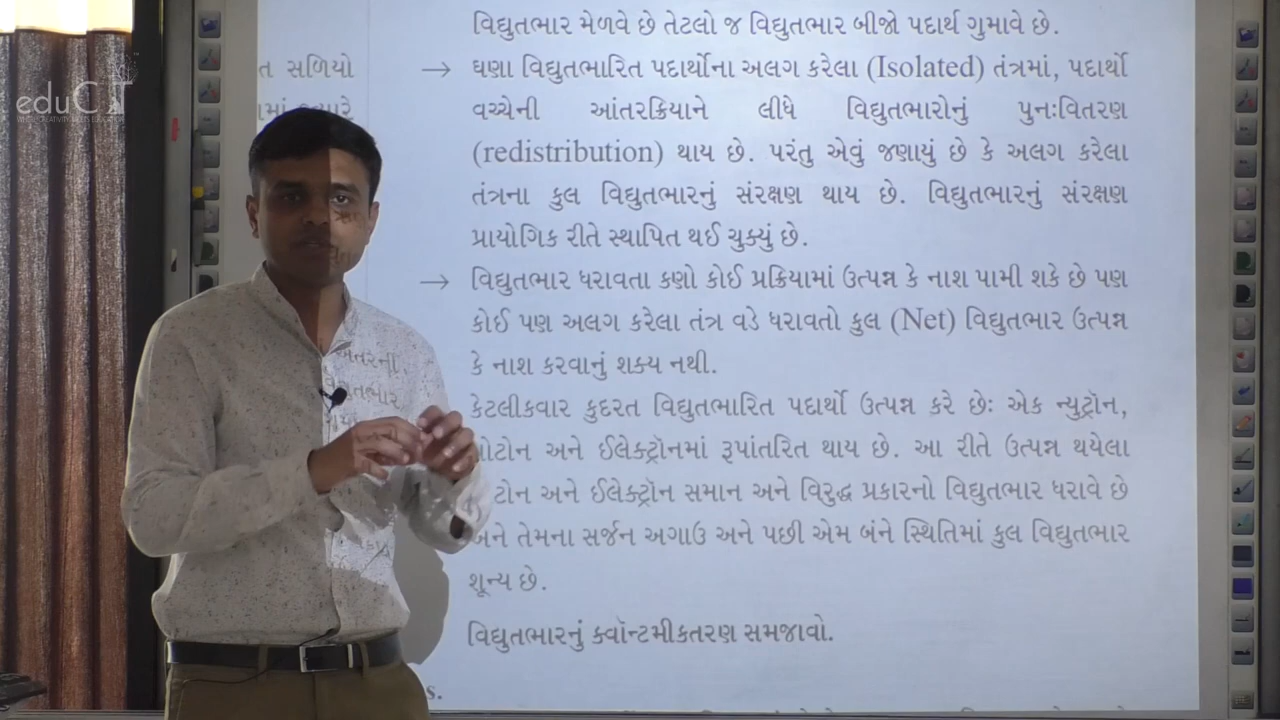 eduCAT
વિદ્યુતભાર મેળવે છે તેટલો જ વિદ્યુતભાર બીજો પદાર્થ ગુમાવે છે.
ત સળિયો
→ ઘણા વિદ્યુતભારિત પદાર્થોના અલગ કરેલા (Isolated) તંત્રમાં, પદાર્થો
વચ્ચેની આંતરક્રિયાને લીધે વિદ્યુતભારોનું પુનઃવિતરણ
(redistribution) થાય છે. પરંતુ એવું જણાયું છે કે અલગ કરેલા
તંત્રના કુલ વિદ્યુતભારનું સંરક્ષણ થાય છે. વિદ્યુતભારનું સંરક્ષણ
પ્રાયોગિક રીતે સ્થાપિત થઈ ચુક્યું છે.
→ વિદ્યુતભાર ધરાવતા કણો કોઈ પ્રક્રિયામાં ઉત્પન્ન કે નાશ પામી શકે છે પણ
કોઈ પણ અલગ કરેલા તંત્ર વડે ધરાવતો કુલ (Net) વિદ્યુતભાર ઉત્પન્ન
કે નાશ કરવાનું શક્ય નથી.
કેટલીકવાર કુદરત વિદ્યુતભારિત પદાર્થો ઉત્પન્ન કરે છેઃ એક ન્યુટ્રૉન,
અને ઈલેક્ટ્રૉનમાં રૂપાંતરિત થાય છે. આ રીતે ઉત્પન્ન થયેલા
અને ઈલેક્ટ્રૉન સમાન અને વિરુદ્ધ પ્રકારનો વિદ્યુતભાર ધરાવે છે
અને તેમના સર્જન અગાઉ અને પછી એમ બંને સ્થિતિમાં કુલ વિદ્યુતભાર
શૂન્ય છે.
વિદ્યુતભારનું ક્વૉન્ટમીકતરણ સમજાવો.
s.